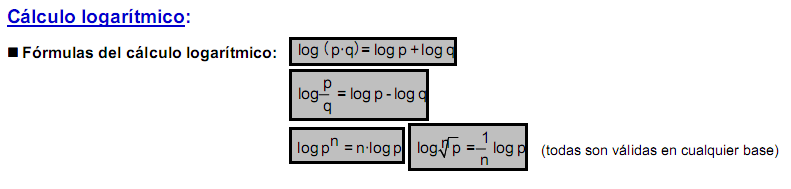 Cálculo logarítmico:
■ Fórmulas del cálculo logarítmico: log (p·q) = log p + log q
log p/q = log p - log q
log pⁿ = n·log p log ⁿ√p = 1/n log p (todas son válidas en cualquier base)